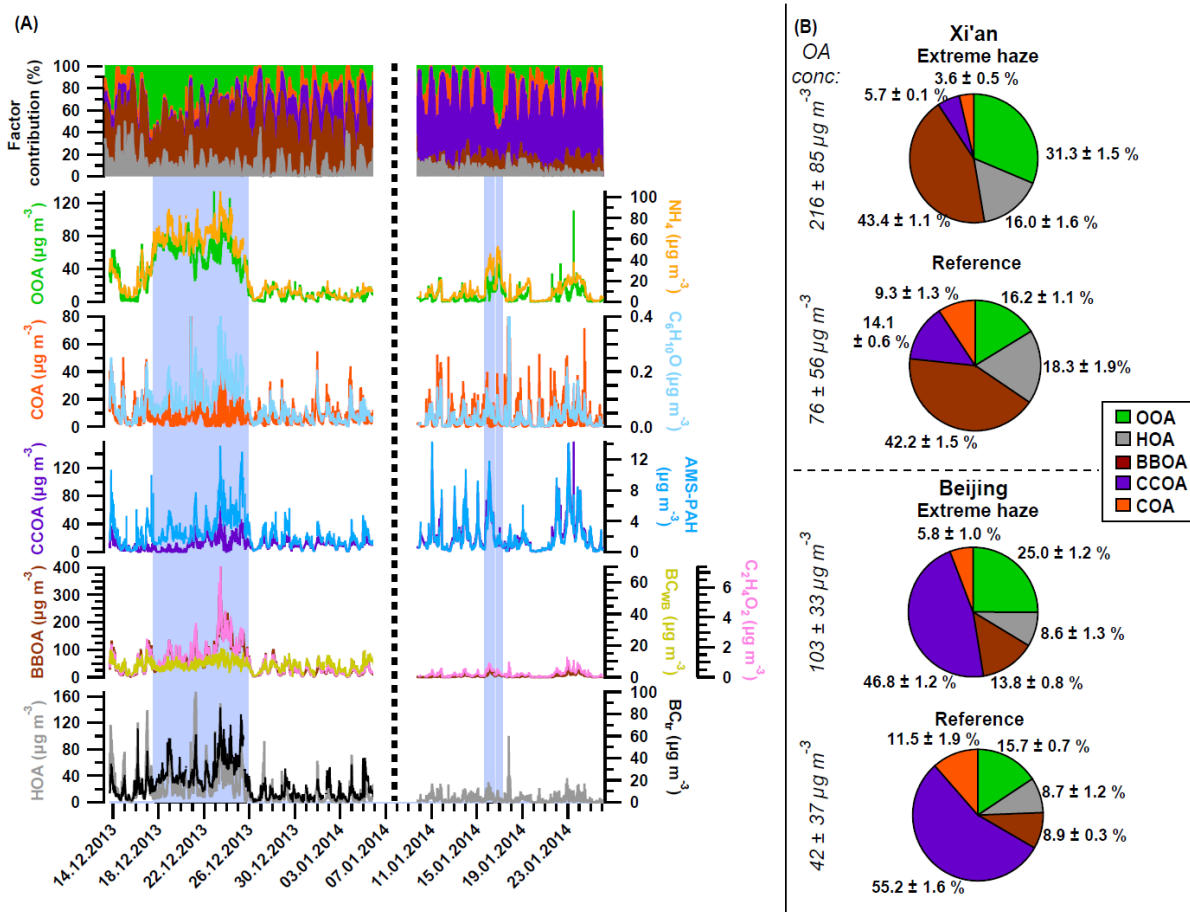 (A)
Factor
contribution (%)
100
80
60
40
20
0
OOA (µg m-3)
120
80
40
0
100
80
60
40
20
0
NH4 (µg m-3)
COA (µg m-3)
80
60
40
20
0
0.4
0.2
0.0
C6H10O (µg m-3)
CCOA (µg m-3)
120
80
40
0
12
8
4
0
AMS-PAH
(µg m-3)
BBOA (µg m-3)
400
300
200
100
0
60
40
20
0
BCWB (µg m-3)
6
4
2
0
C2H4O2 (µg m-3)
HOA (µg m-3)
160
120
80
40
0
100
80
60
40
20
0
BCtr (µg m-3)
14.12.2013
18.12.2013
22.12.2013
26.12.2013
30.12.2013
03.01.2014
07.01.2014
11.01.2014
15.01.2014
19.01.2014
23.01.2014
(B)
OA
conc:
Xi'an
Extreme haze
216 ± 85 µg m-3
3.6 ± 0.5 %
5.7 ± 0.1 %
31.3 ± 1.5 %
43.4 ± 1.1 %
16.0 ± 1.6 %
Reference
76 ± 56 µg m-3
9.3 ± 1.3 %
16.2 ± 1.1 %
14.1
± 0.6 %
18.3 ± 1.9%
42.2 ± 1.5 %
OOA
HOA
BBOA
CCOA
COA
Beijing
Extreme haze
103 ± 33 µg m-3
5.8 ± 1.0 %
25.0 ± 1.2 %
8.6 ± 1.3 %
46.8 ± 1.2 %
13.8 ± 0.8 %
Reference
42 ± 37 µg m-3
11.5 ± 1.9 %
15.7 ± 0.7 %
8.7 ± 1.2 %
8.9 ± 0.3 %
55.2 ± 1.6 %